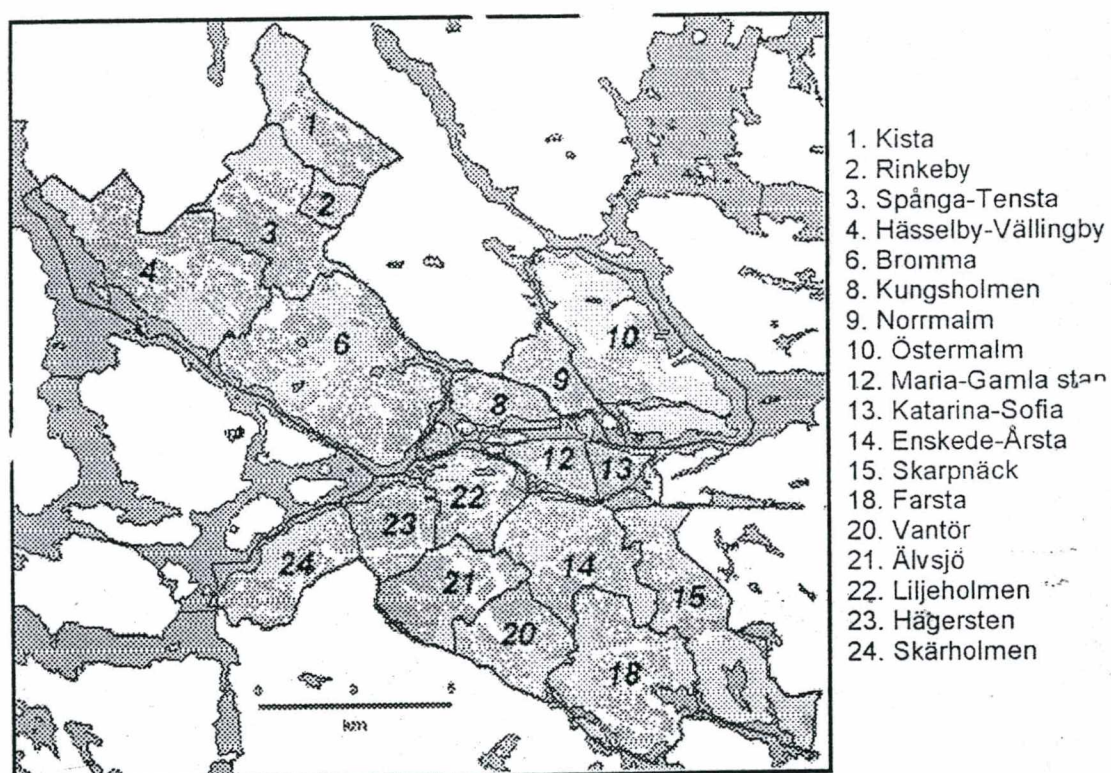 1
2
3
4
6
10
9
8
12
13
22
23
24
21
14
15
20
18
km
1. Kista
2. Rinkeby
3. Spånga-Tensta
4. Hässelby-Vällingby
6. Bromma
8. Kungsholmen
9. Norrmalm
10. Östermalm
12. Maria-Gamla stan
13. Katarina-Sofia
14. Enskede-Årsta
15. Skarpnäck
18. Farsta
20. Vantör
21. Älvsjö
22. Liljeholmen
23. Hägersten
24. Skärholmen